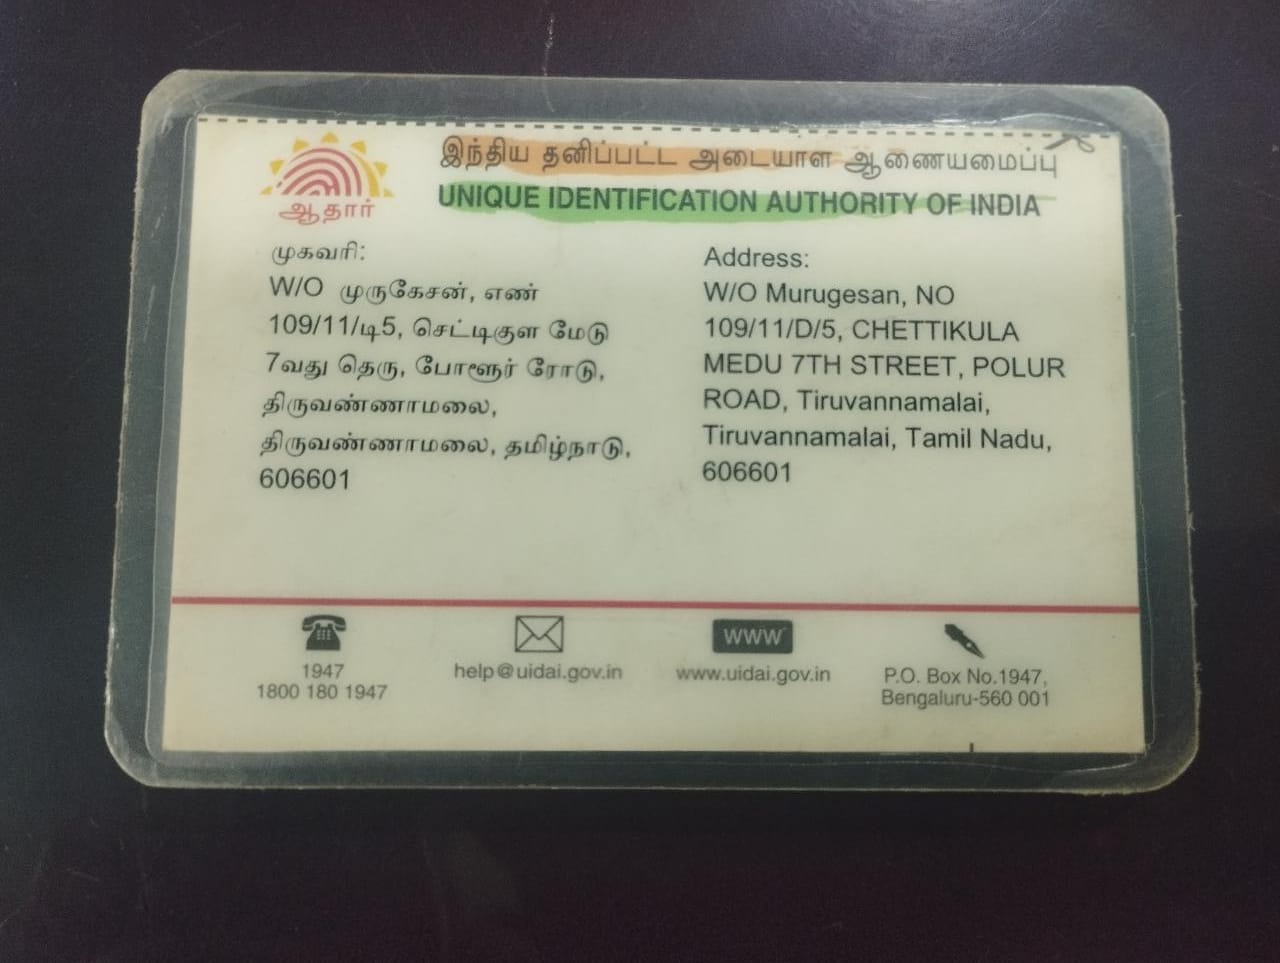 ஆதார்
இந்திய தனிப்பட்ட அடையாள ஆணையமைப்பு
UNIQUE IDENTIFICATION AUTHORITY OF INDIA
முகவரி:
W/O முருகேசன், எண்
109/11/டி5, செட்டிகுள மேடு
7வது தெரு, போளூர் ரோடு,
திருவண்ணாமலை,
திருவண்ணாமலை, தமிழ்நாடு,
606601
Address:
W/O Murugesan, NO
109/11/D/5, CHETTIKULA
MEDU 7TH STREET, POLUR
ROAD, Tiruvannamalai,
Tiruvannamalai, Tamil Nadu,
606601
1947
1800 180 1947
help@uidai.gov.in
www
www.uidai.gov.in
P.O. Box No.1947,
Bengaluru-560 001